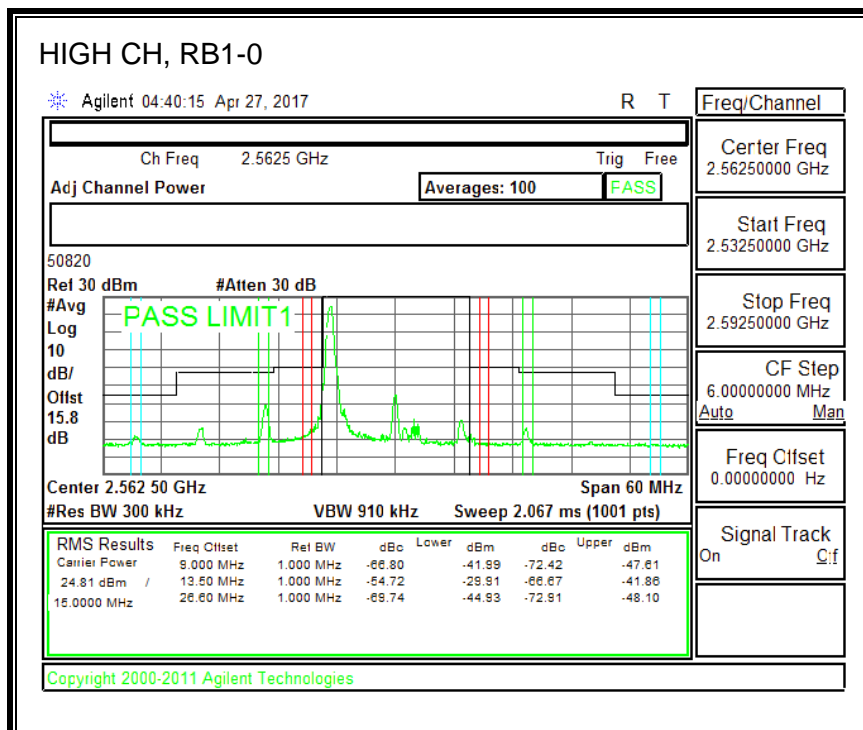 HIGH CH, RB1-0
Agilent 04:40:15 Apr 27, 2017 R T
Freq/Channel
Ch Freq 2.5625 GHz Trig Free
Center Freq
2.56250000 GHz
Adj Channel Power Averages: 100 PASS
Start Freq
2.53250000 GHz
50820
Ref 30 dBm #Atten 30 dB
#Avg
Log
10
dB/
Offst
15.8
dB
PASS LIMIT1
Stop Freq
2.59250000 GHz
CF Step
6.00000000 MHz
Auto Man
Freq Offset
0.00000000 Hz
Center 2.562 50 GHz Span 60 MHz
#Res BW 300 kHz VBW 910 kHz Sweep 2.067 ms (1001 pts)
Signal Track
On Off
RMS Results Freq Offset Ref BW dBc Lower dBm dBc Upper dBm
Carrier Power 9.000 MHz 1.000 MHz -66.80 -41.99 -72.42 -47.61
24.81 dBm / 13.50 MHz 1.000 MHz -54.72 -29.91 -66.67 -41.86
15.0000 MHz 26.60 MHz 1.000 MHz -69.74 -44.93 -72.91 -48.10
Copyright 2000-2011 Agilent Technologies